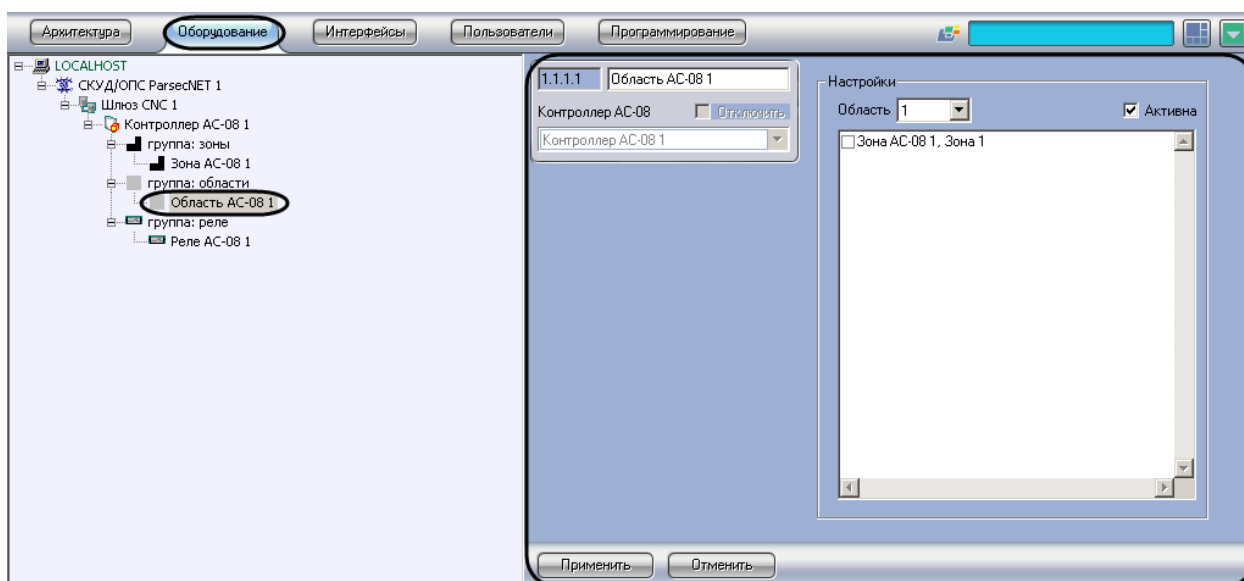 Архитектура Оборудование Интерфейсы Пользователи Программирование
LOCALHOST
СКУД/ОПС ParsecNET 1
Шлюз CNC 1
Контроллер AC-08 1
группа: зоны
Зона AC-08 1
группа: области
Область AC-08 1
группа: реле
Реле AC-08 1
1.1.1.1 Область AC-08 1
Контроллер AC-08 Отключить
Контроллер AC-08 1
Настройки
Область 1 Активна
Зона AC-08 1, Зона 1
Применить Отменить